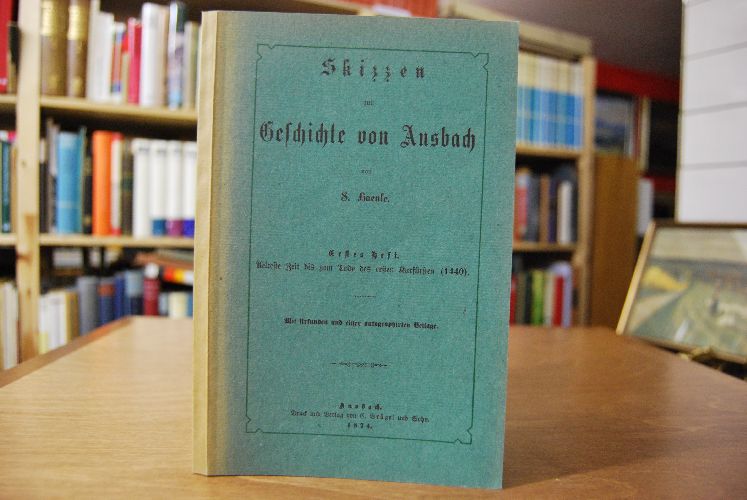 Skizzen
zur
Geschichte von Ansbach
von
S. Haenle.
Erstes Heft.
Aelteste Zeit bis zum Tode des ersten Kurfürsten (1440).
Mit Urkunden und einer autographirten Beilage.
Ansbach.
Druck und Verlag von C. Brügel und Sohn.
1874.